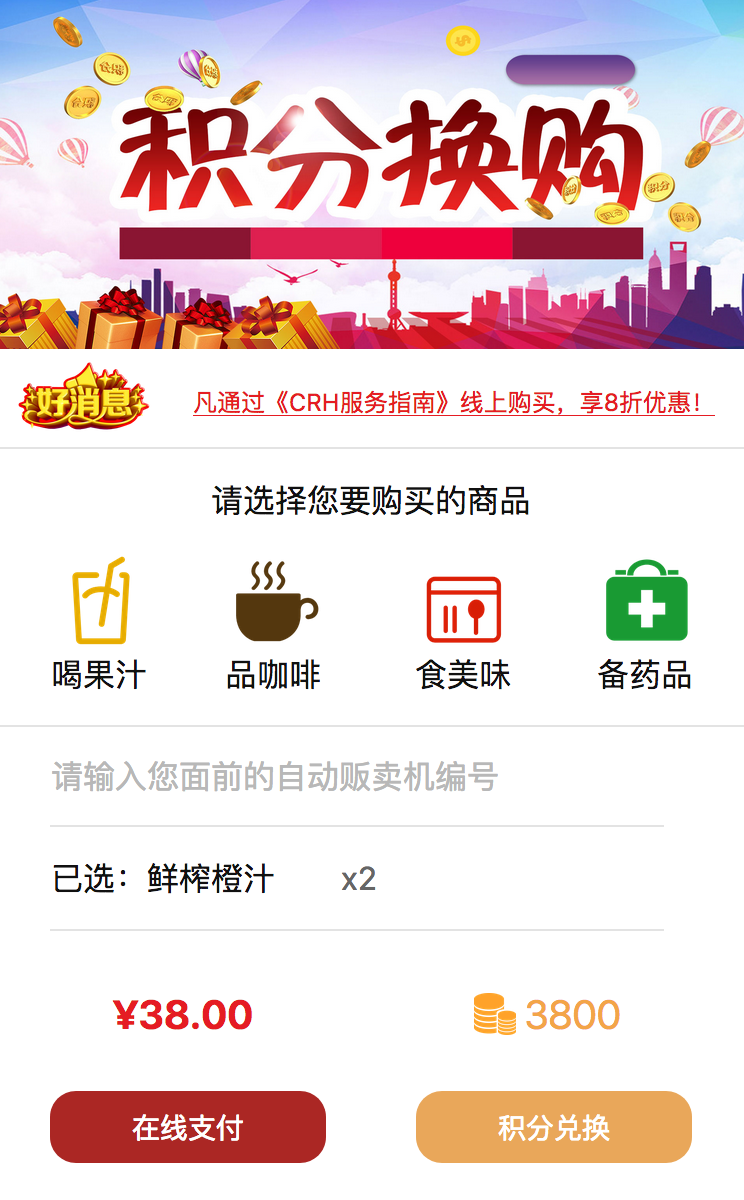 积分换购
好消息
凡通过《CRH服务指南》线上购买，享8折优惠！
请选择您要购买的商品
喝果汁 品咖啡 食美味 备药品
请输入您面前的自动贩卖机编号
已选：鲜榨橙汁 x2
¥38.00 3800
在线支付 积分兑换